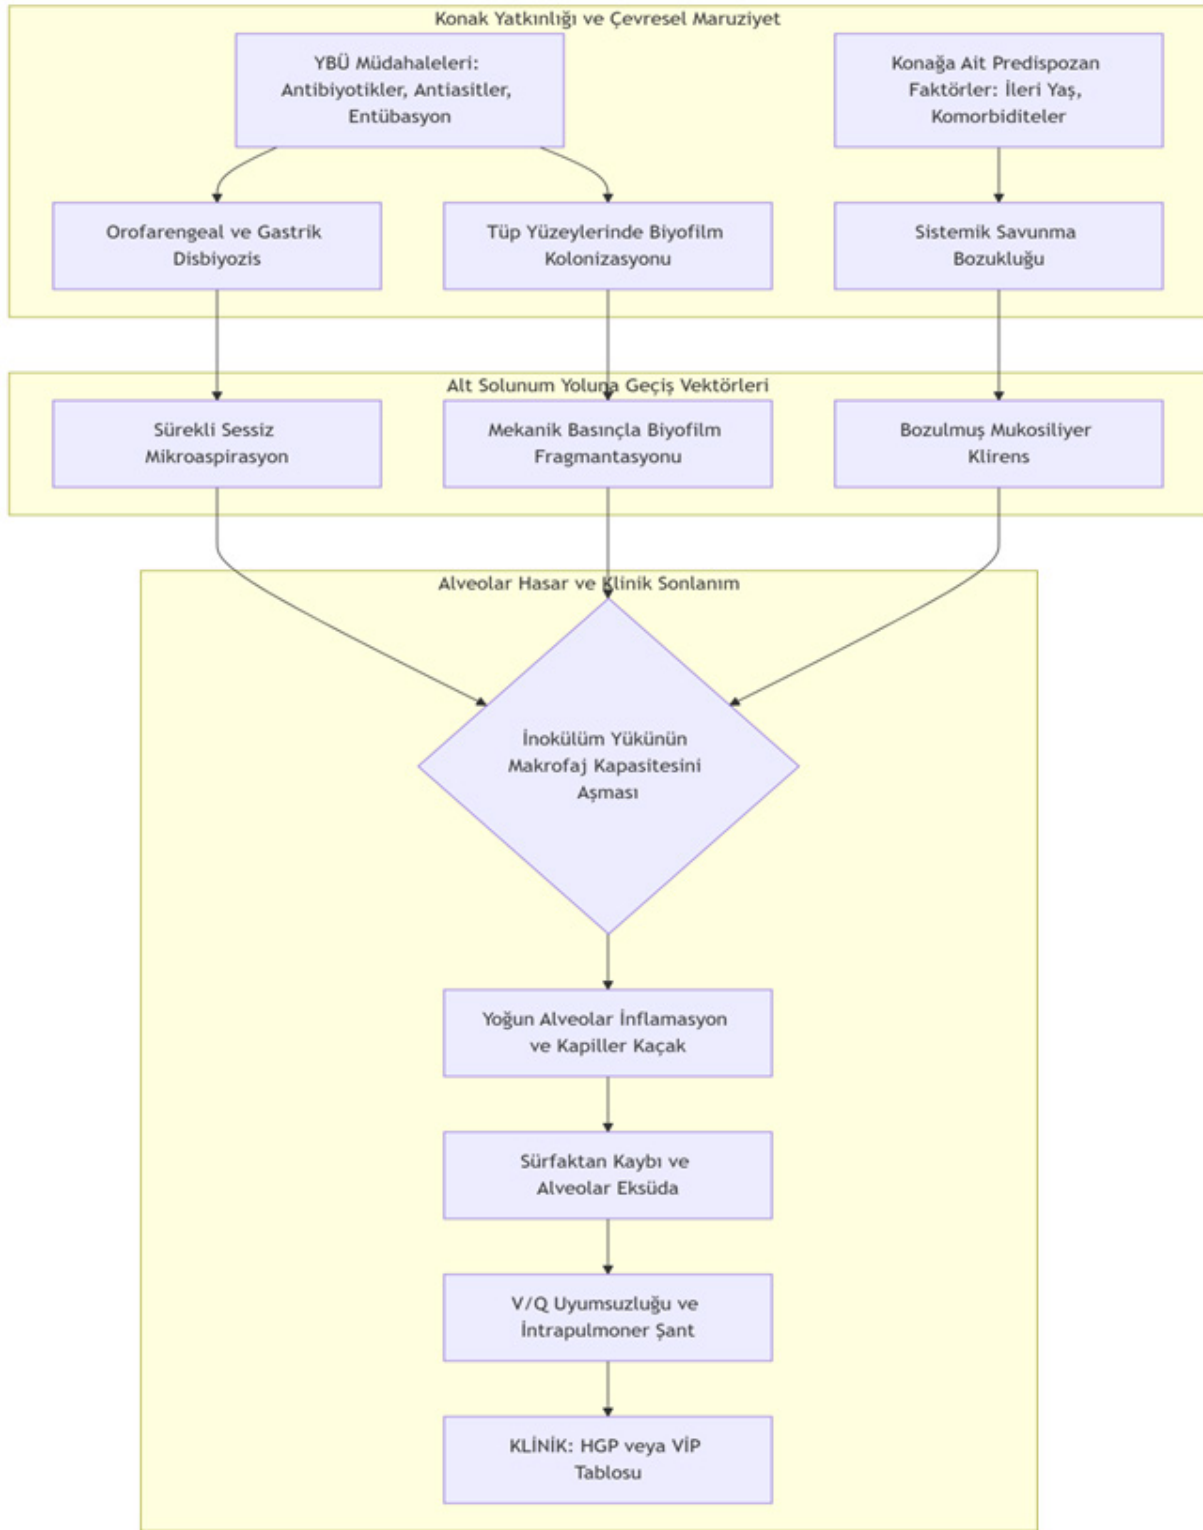 Konak Yatkınlığı ve Çevresel Maruziyet
YBÜ Müdahaleleri:
Antibiyotikler, Antiasitler,
Entübasyon
Konağa Ait Predispozan
Faktörler: İleri Yaş,
Komorbiditeler
Orofarengeal ve Gastrik
Disbiyozis
Tüp Yüzeylerinde Biyofilm
Kolonizasyonu
Sistemik Savunma
Bozukluğu
Alt Solunum Yoluna Geçiş Vektörleri
Sürekli Sessiz
Mikroaspirasyon
Mekanik Basınçla Biyofilm
Fragmantasyonu
Bozulmuş Mukosiliyer
Klirens
Alveolar Hasar ve Klinik Sonlanım
İnokülüm Yükünün
Makrofaj Kapasitesini
Aşması
Yoğun Alveolar İnflamasyon
ve Kapiller Kaçak
Sürfaktan Kaybı ve
Alveolar Eksüda
V/Q Uyumsuzluğu ve
İntrapulmoner Şant
KLİNİK: HGP veya VİP
Tablosu